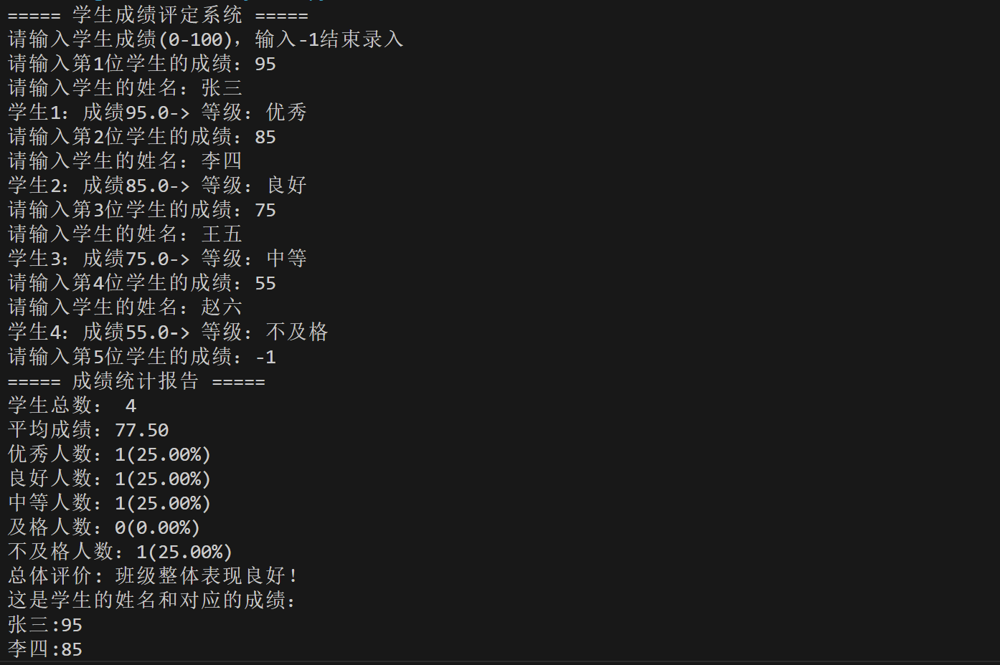 ===== 学生成绩评定系统 =====
请输入学生成绩(0-100)，输入-1结束录入
请输入第1位学生的成绩：95
请输入学生的姓名：张三
学生1：成绩95.0-> 等级：优秀
请输入第2位学生的成绩：85
请输入学生的姓名：李四
学生2：成绩85.0-> 等级：良好
请输入第3位学生的成绩：75
请输入学生的姓名：王五
学生3：成绩75.0-> 等级：中等
请输入第4位学生的成绩：55
请输入学生的姓名：赵六
学生4：成绩55.0-> 等级：不及格
请输入第5位学生的成绩：-1
===== 成绩统计报告 =====
学生总数： 4
平均成绩：77.50
优秀人数：1(25.00%)
良好人数：1(25.00%)
中等人数：1(25.00%)
及格人数：0(0.00%)
不及格人数：1(25.00%)
总体评价：班级整体表现良好！
这是学生的姓名和对应的成绩：
张三:95
李四:85